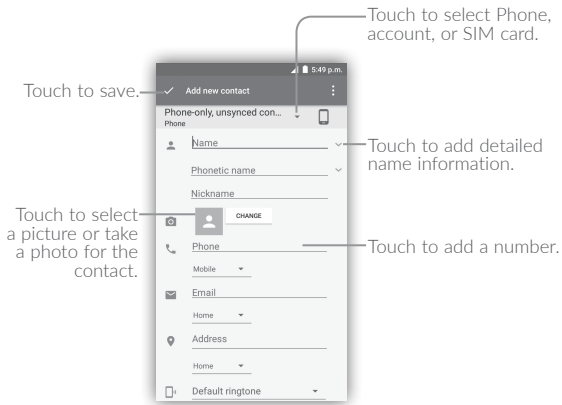 Touch to select Phone,
account, or SIM card.
5:49 p.m.
Touch to save.
Add new contact
Phone-only, unsynced con...
Phone
Name
Touch to add detailed
name information.
Phonetic name
Nickname
Touch to select
a picture or take
a photo for the
contact.
CHANGE
Phone
Touch to add a number.
Mobile
Email
Home
Address
Home
Default ringtone